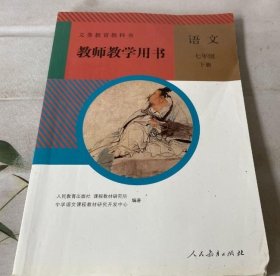 义务教育教科书
教师教学用书
语文
七年级
下册
人民教育出版社 课程教材研究所
中学语文课程教材研究开发中心
编著
人民教育出版社